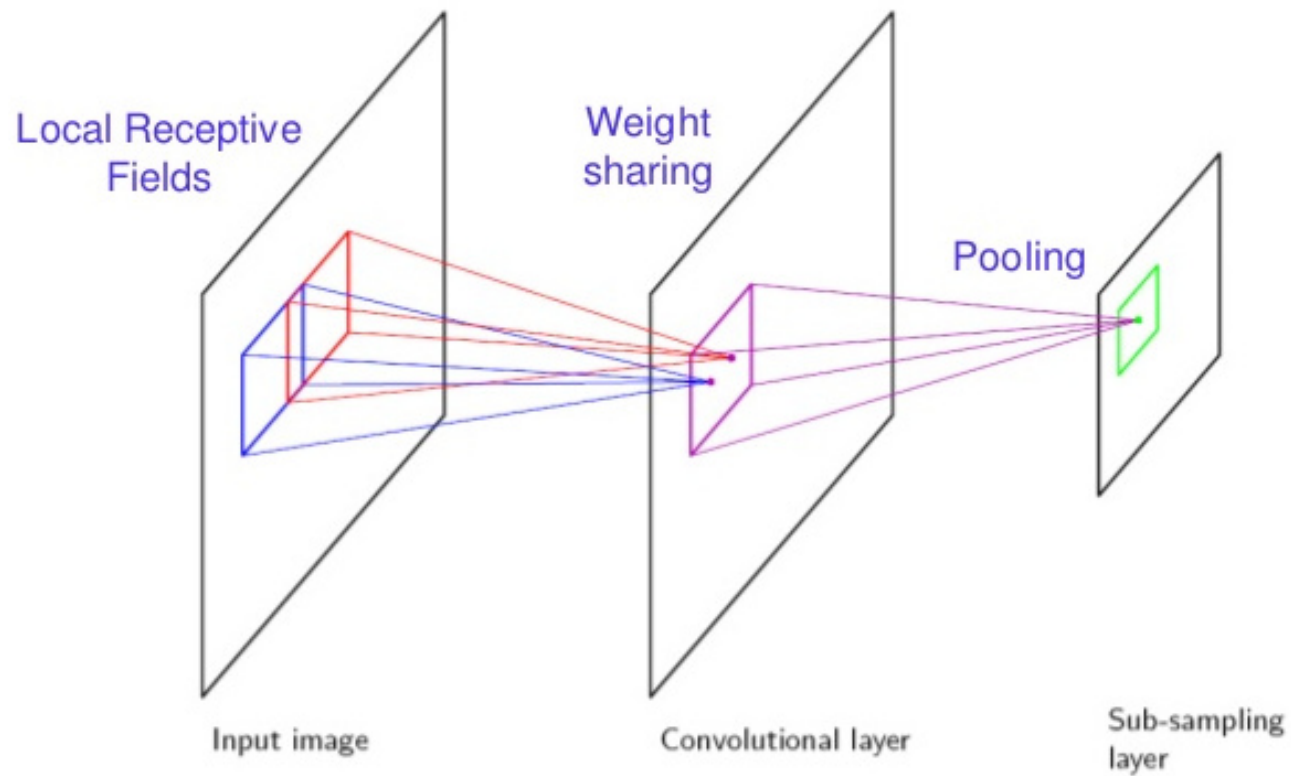 Local Receptive
Fields
Weight
sharing
Pooling
Input image
Convolutional layer
Sub-sampling
layer